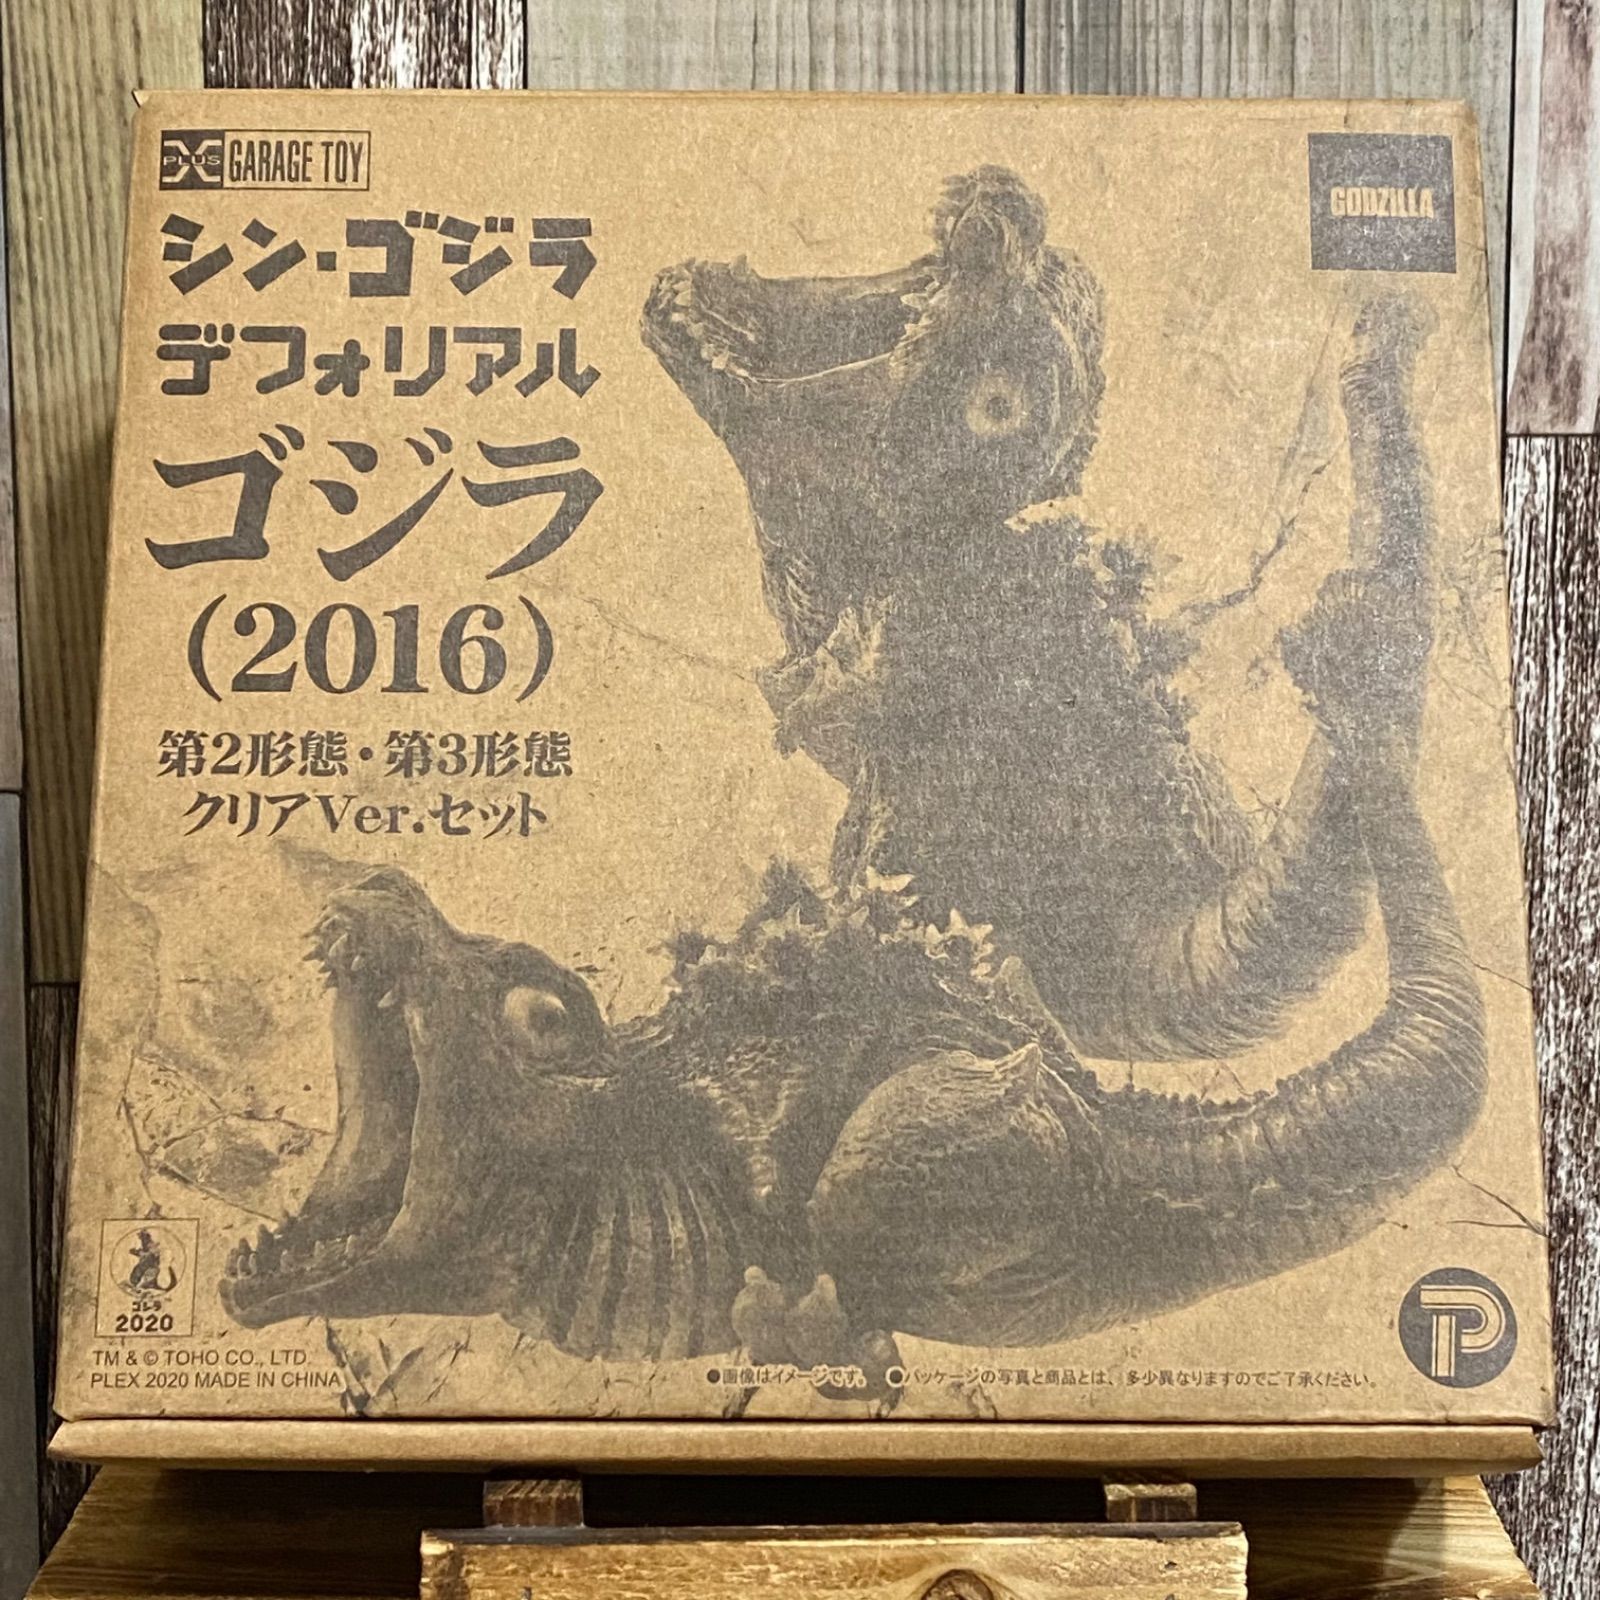 X PLUS GARAGE TOY
GODZILLA
シン・ゴジラ
デフォリアル
ゴジラ
(2016)
第2形態・第3形態
クリアVer.セット
ゴジラ
2020
TM & © TOHO CO., LTD.
PLEX 2020 MADE IN CHINA
●画像はイメージです。 ●パッケージの写真と商品とは、多少異なりますのでご了承ください。
P